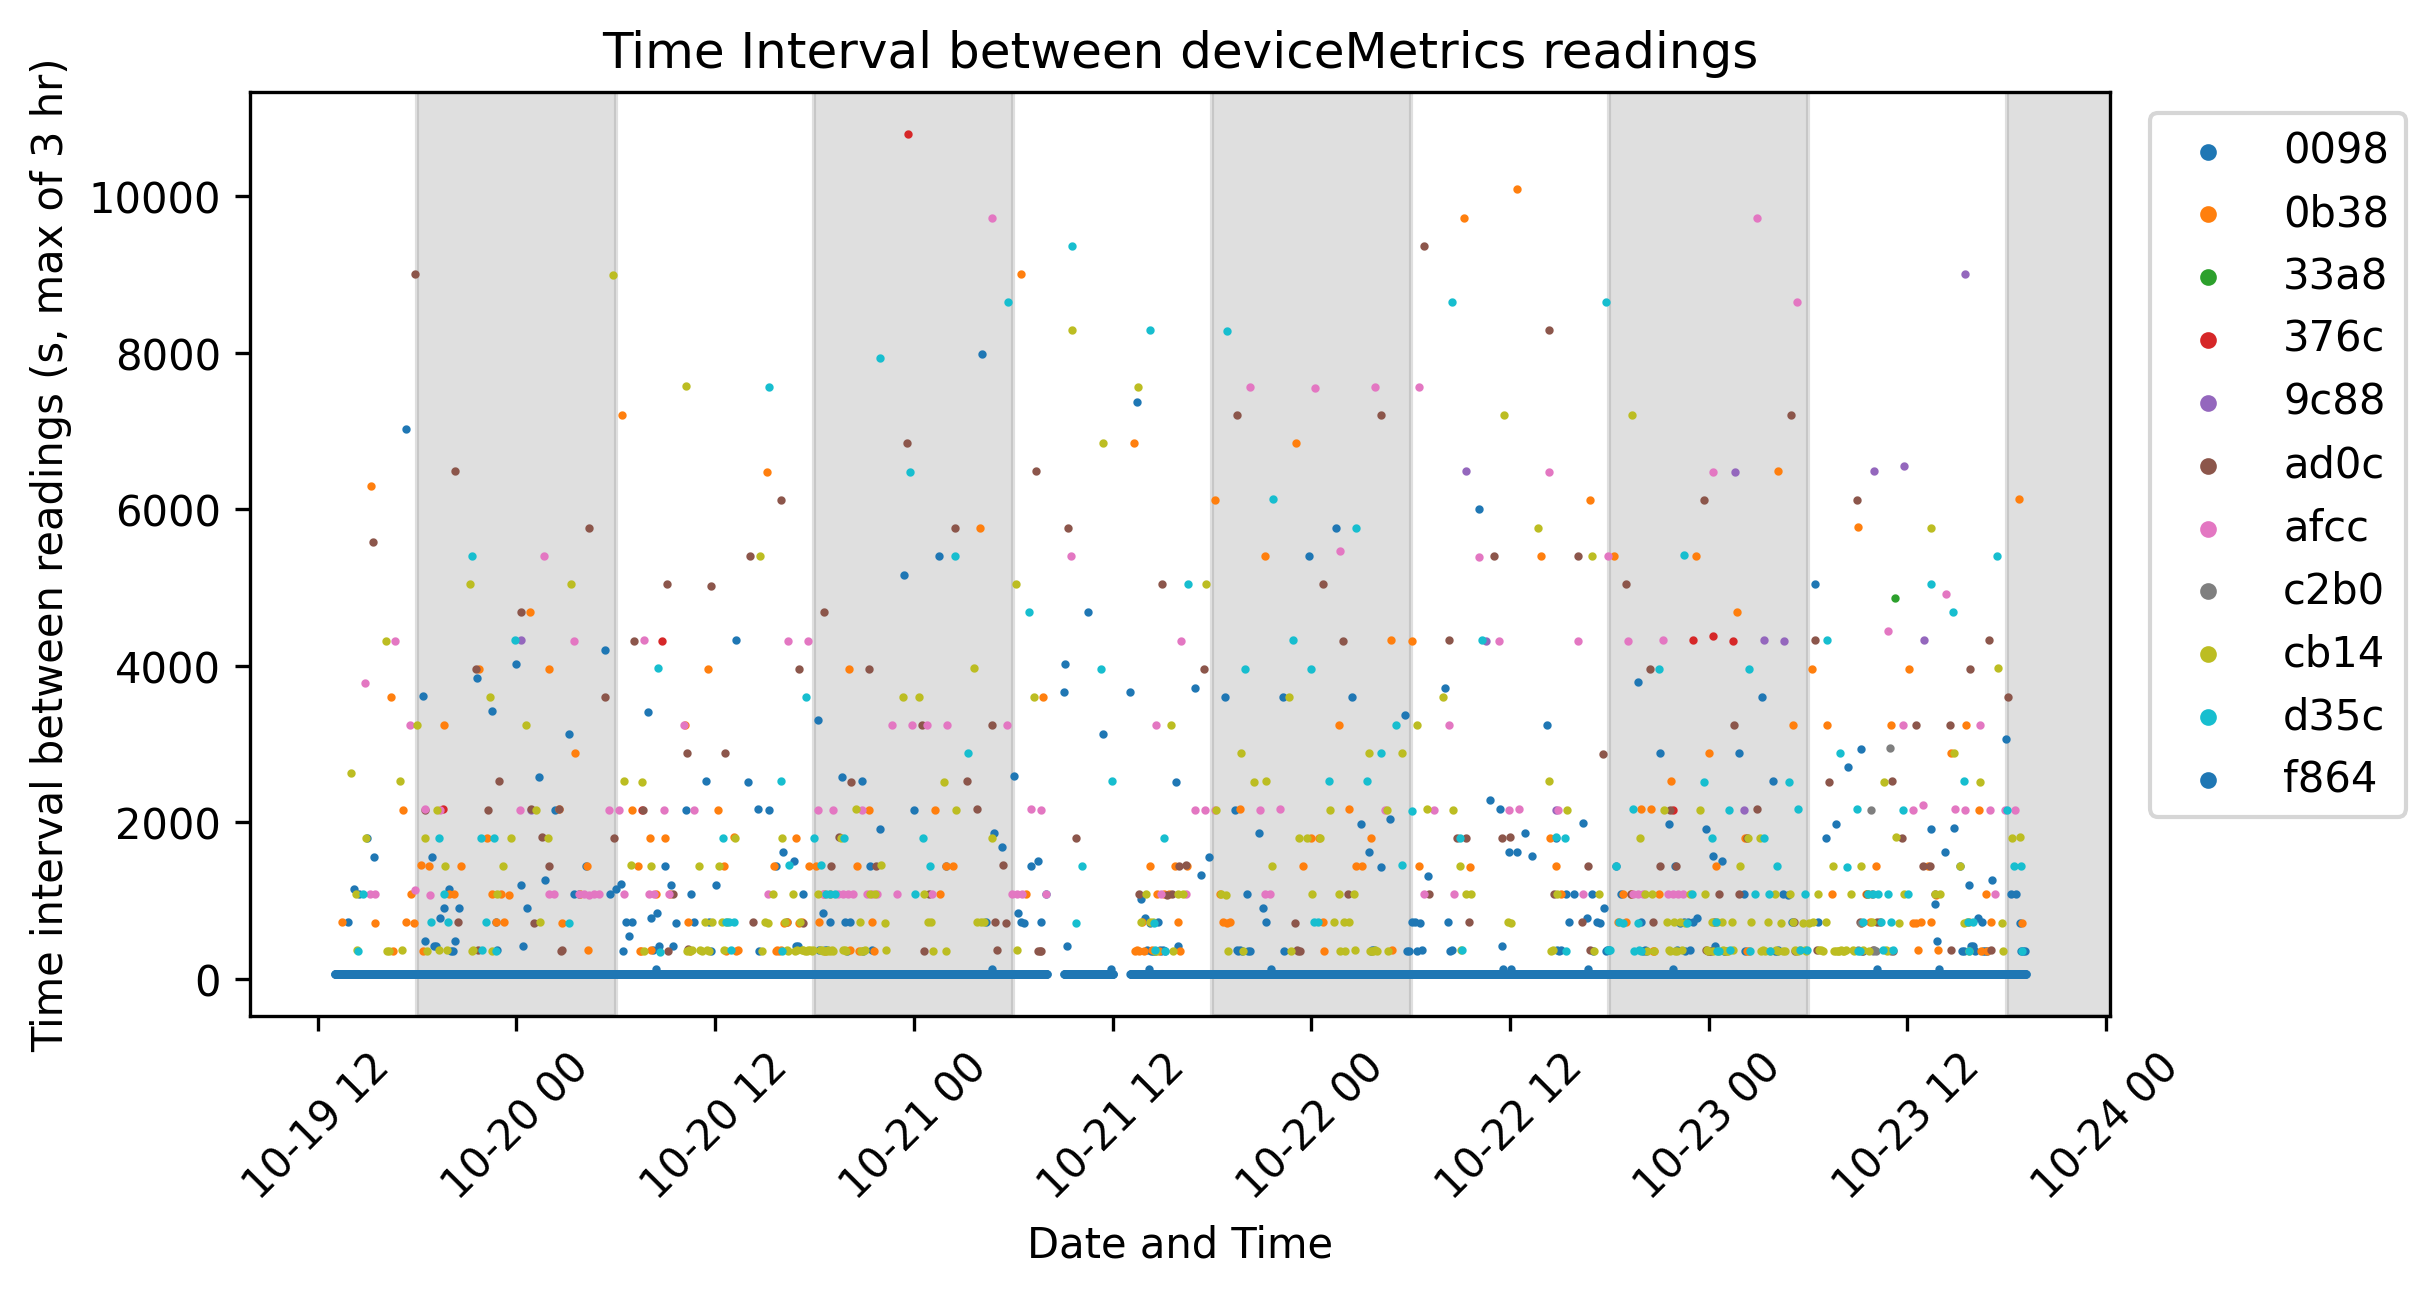 Time Interval between deviceMetrics readings
Time interval between readings (s, max of 3 hr)
10000
8000
6000
4000
2000
0
10-19 12
10-20 00
10-20 12
10-21 00
10-21 12
10-22 00
10-22 12
10-23 00
10-23 12
10-24 00
Date and Time
0098
0b38
33a8
376c
9c88
ad0c
afcc
c2b0
cb14
d35c
f864